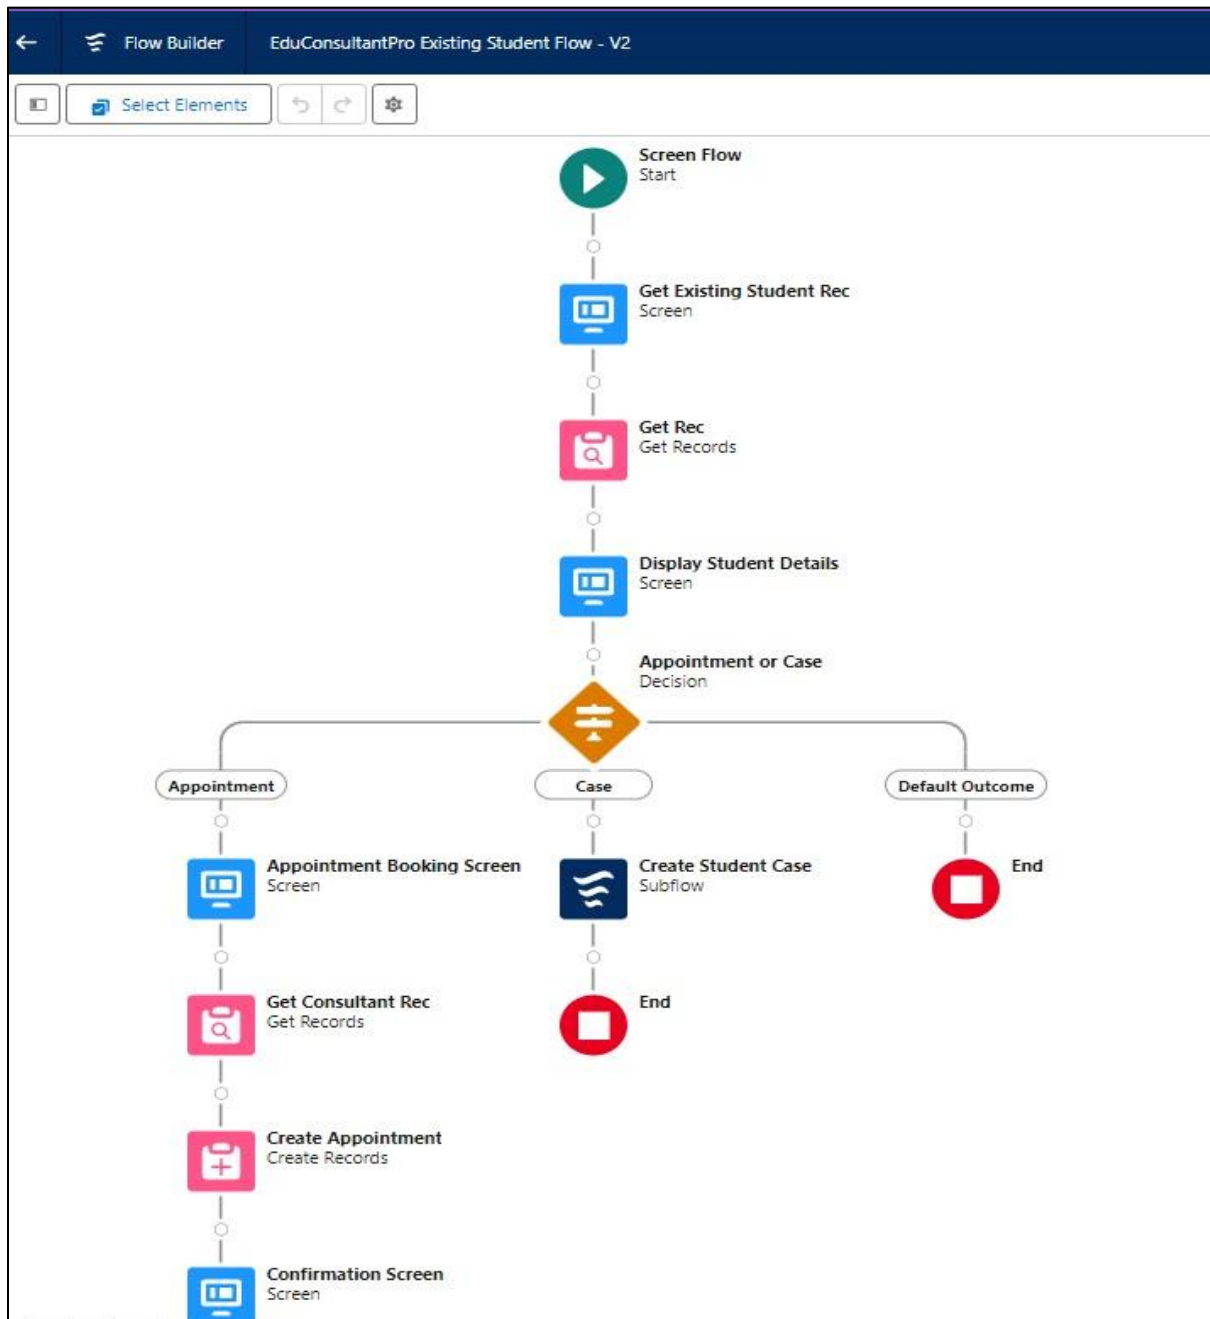 Flow Builder
EduConsultantPro Existing Student Flow - V2
Select Elements
Screen Flow
Start
Get Existing Student Rec
Screen
Get Rec
Get Records
Display Student Details
Screen
Appointment or Case
Decision
Appointment
Case
Default Outcome
Appointment Booking Screen
Screen
Create Student Case
Subflow
End
Get Consultant Rec
Get Records
End
Create Appointment
Create Records
Confirmation Screen
Screen